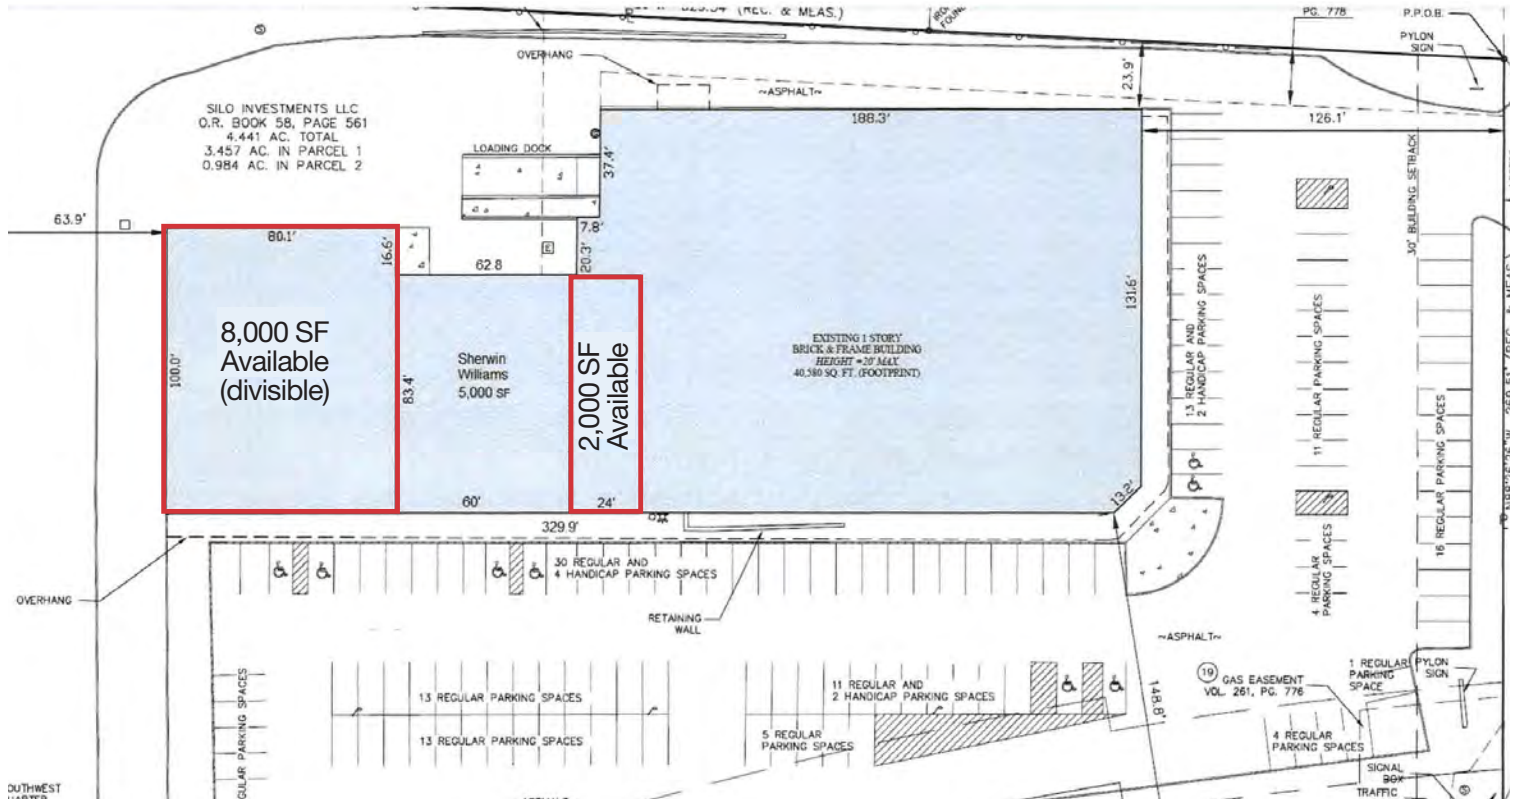 (REC. & MEAS.)
PG. 778
P.P.O.B.
PYLON
SIGN
OVERHANG
~ASPHALT~
23.9'
188.3'
126.1'
SILO INVESTMENTS LLC
O.R. BOOK 58, PAGE 561
4.441 AC. TOTAL
3.457 AC. IN PARCEL 1
0.984 AC. IN PARCEL 2
LOADING DOCK
37.4'
30' BUILDING SETBACK
63.9'
80.1'
16.6'
7.8'
E
20.3'
62.8
8,000 SF
Available
(divisible)
100.0'
83.4'
Sherwin
Williams
5,000 SF
2,000 SF
Available
EXISTING 1 STORY
BRICK & FRAME BUILDING
HEIGHT = 20' MAX
40,580 SQ. FT. (FOOTPRINT)
131.6'
13 REGULAR AND
2 HANDICAP PARKING SPACES
11 REGULAR PARKING SPACES
16 REGULAR PARKING SPACES
60'
24'
13.2'
329.9'
30 REGULAR AND
4 HANDICAP PARKING SPACES
4 REGULAR
PARKING SPACES
OVERHANG
RETAINING
WALL
~ASPHALT~
PARKING SPACES
13 REGULAR PARKING SPACES
13 REGULAR PARKING SPACES
11 REGULAR AND
2 HANDICAP PARKING SPACES
5 REGULAR
PARKING SPACES
148.8'
19
GAS EASEMENT
VOL. 261, PG. 776
1 REGULAR
PARKING
SPACE
PYLON
SIGN
4 REGULAR
PARKING SPACES
SIGNAL
BOX
TRAFFIC
S
S